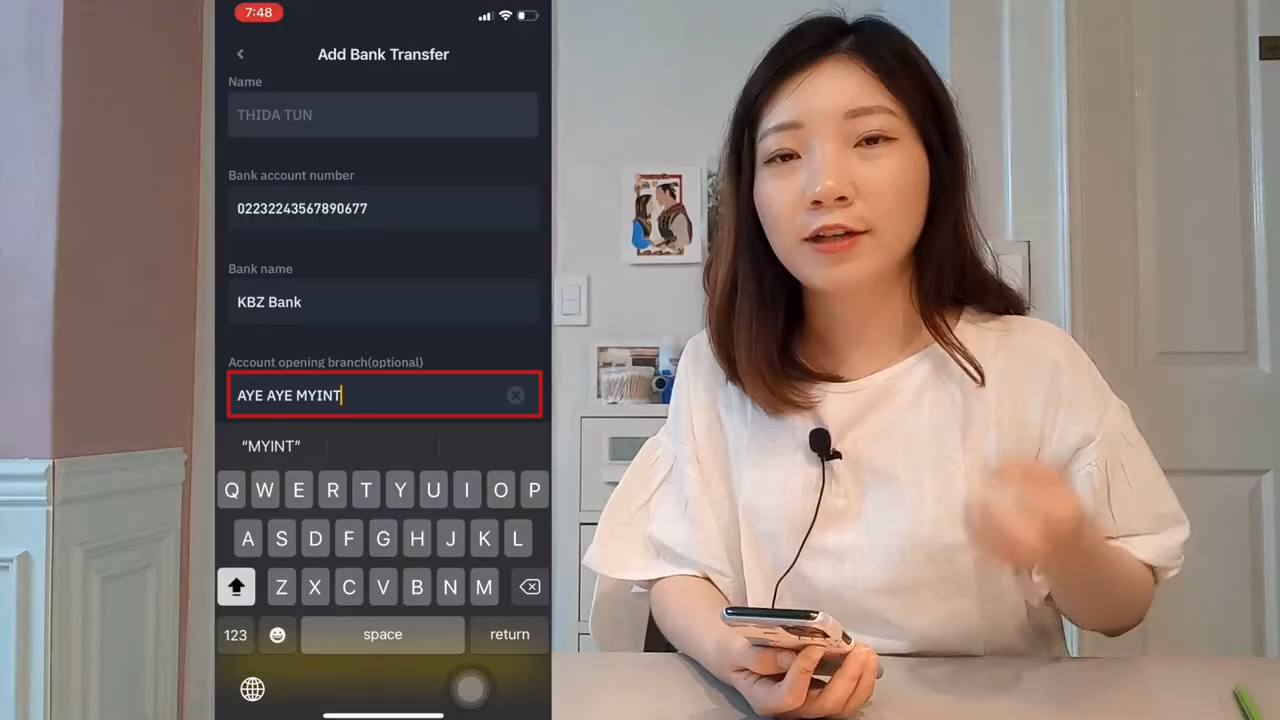 7:48
Add Bank Transfer
Name
THIDA TUN
Bank account number
02232243567890677
Bank name
KBZ Bank
Account opening branch(optional)
AYE AYE MYINT
“MYINT”
Q W E R T Y U I O P
A S D F G H J K L
Z X C V B N M
123 space return